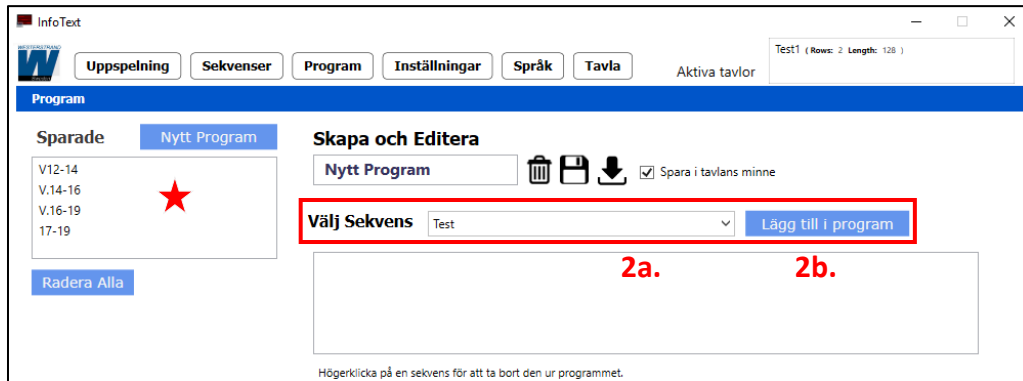 InfoText
WESTERSTRAND
W
Uppspelning Sekvenser Program Inställningar Språk Tavla
Aktiva tavlor
Test1 ( Rows: 2 Length: 128 )
Program
Sparade Nytt Program
V12-14
V.14-16
V.16-19
17-19
Radera Alla
Skapa och Editera
Nytt Program
Spara i tavlans minne
Välj Sekvens Test Lägg till i program
2a. 2b.
Högerklicka på en sekvens för att ta bort den ur programmet.